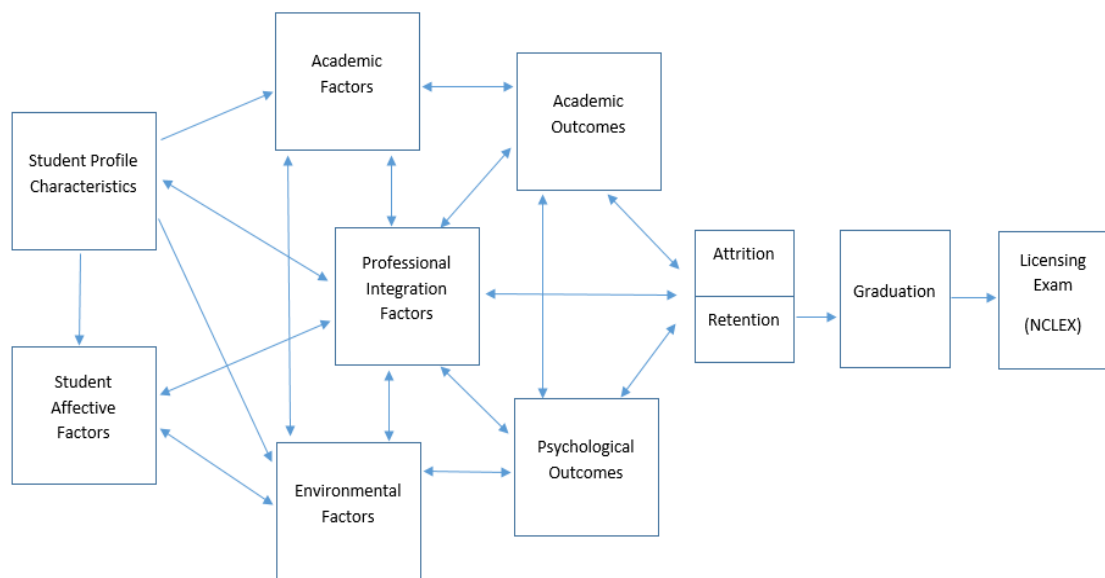 Academic
Factors
Academic
Outcomes
Student Profile
Characteristics
Professional
Integration
Factors
Attrition
Retention
Graduation
Licensing
Exam
(NCLEX)
Student
Affective
Factors
Environmental
Factors
Psychological
Outcomes